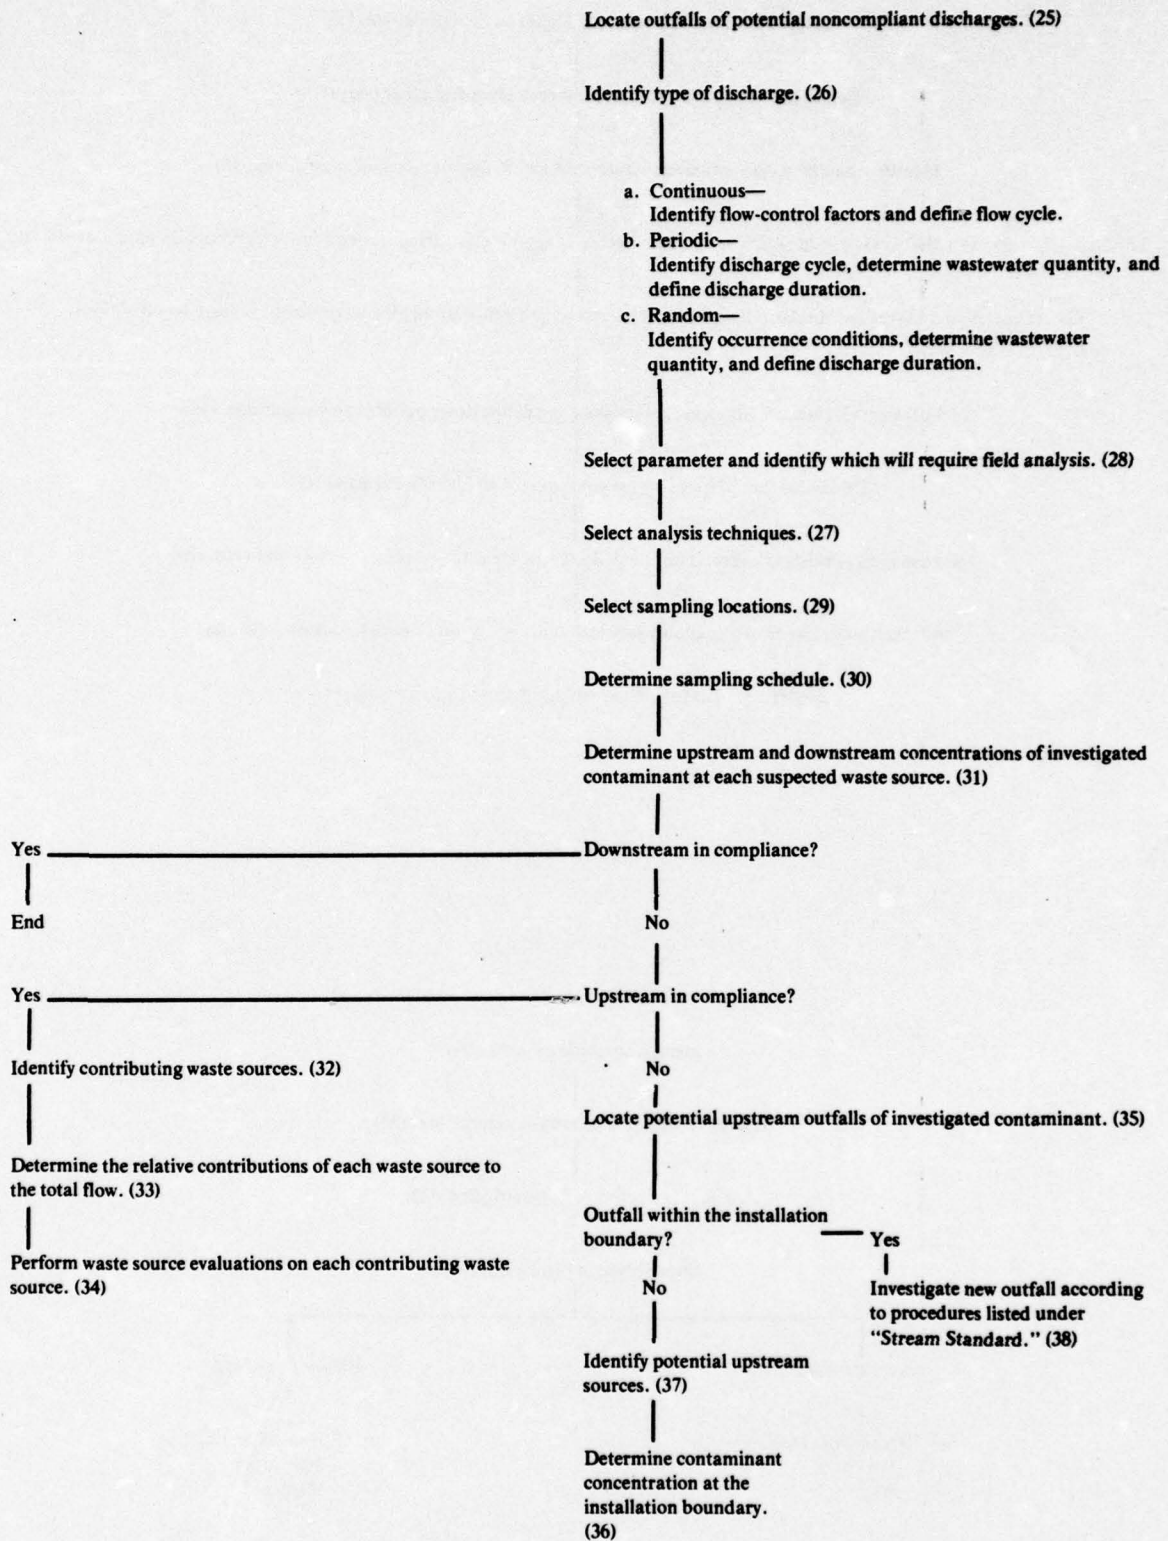 Locate outfalls of potential noncompliant discharges. (25)
Identify type of discharge. (26)
a. Continuous—
Identify flow-control factors and define flow cycle.
b. Periodic—
Identify discharge cycle, determine wastewater quantity, and
define discharge duration.
c. Random—
Identify occurrence conditions, determine wastewater
quantity, and define discharge duration.
Select parameter and identify which will require field analysis. (28)
Select analysis techniques. (27)
Select sampling locations. (29)
Determine sampling schedule. (30)
Determine upstream and downstream concentrations of investigated
contaminant at each suspected waste source. (31)
Yes
Downstream in compliance?
End
No
Yes
Upstream in compliance?
Identify contributing waste sources. (32)
No
Locate potential upstream outfalls of investigated contaminant. (35)
Determine the relative contributions of each waste source to
the total flow. (33)
Outfall within the installation
boundary?
Yes
Perform waste source evaluations on each contributing waste
source. (34)
No
Investigate new outfall according
to procedures listed under
"Stream Standard." (38)
Identify potential upstream
sources. (37)
Determine contaminant
concentration at the
installation boundary.
(36)